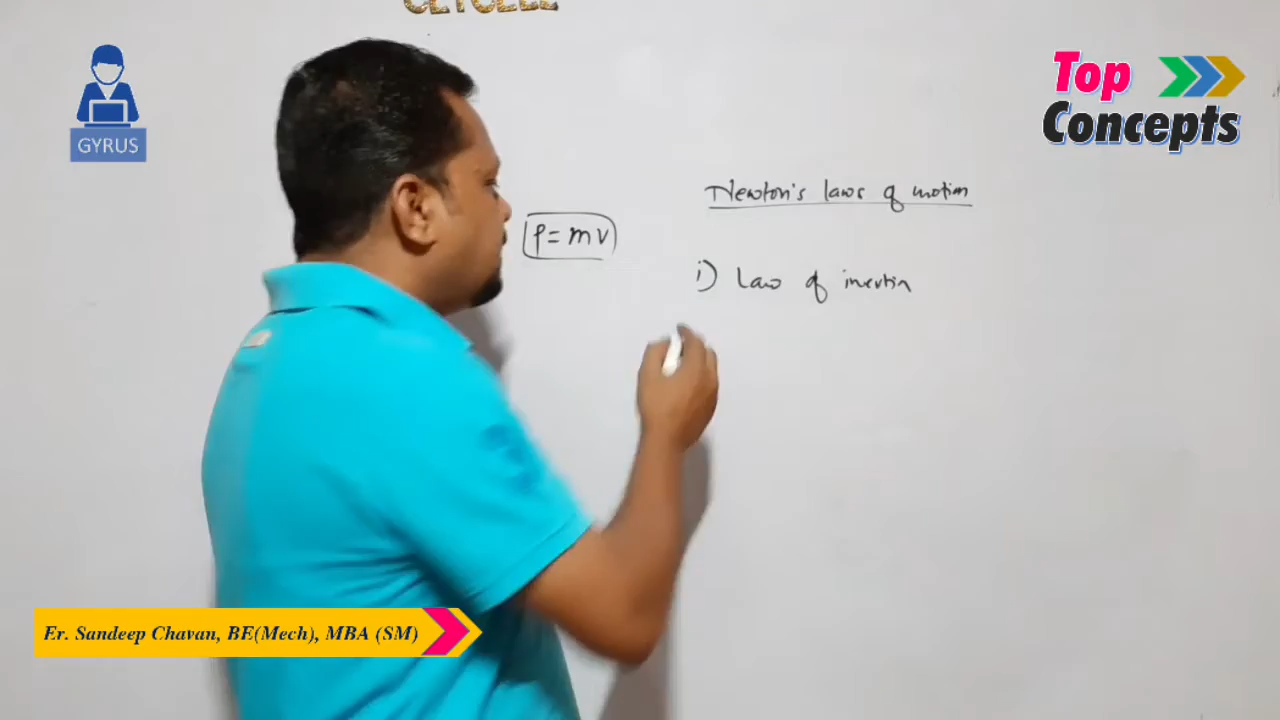 GYRUS
Top
Concepts
Newton's laws of motion
P = mv
i) Law of inertia
Er. Sandeep Chavan, BE(Mech), MBA (SM)